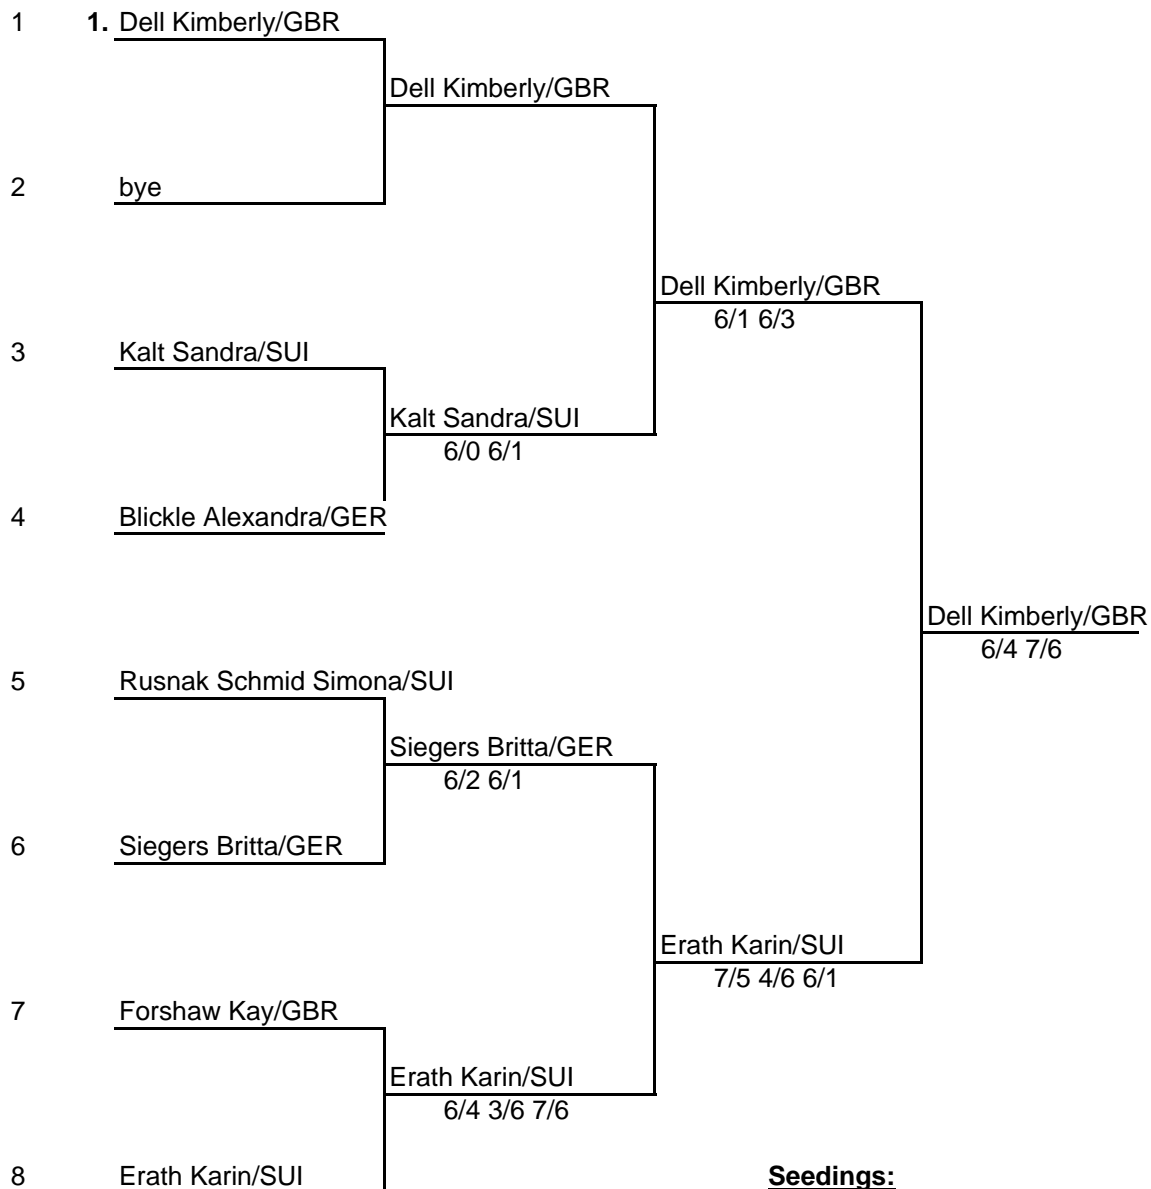 1 1. Dell Kimberly/GBR
Dell Kimberly/GBR
2 bye
Dell Kimberly/GBR
6/1 6/3
3 Kalt Sandra/SUI
Kalt Sandra/SUI
6/0 6/1
4 Blickle Alexandra/GER
Dell Kimberly/GBR
6/4 7/6
5 Rusnak Schmid Simona/SUI
Siegers Britta/GER
6/2 6/1
6 Siegers Britta/GER
Erath Karin/SUI
7/5 4/6 6/1
7 Forshaw Kay/GBR
Erath Karin/SUI
6/4 3/6 7/6
8 Erath Karin/SUI
Seedings: